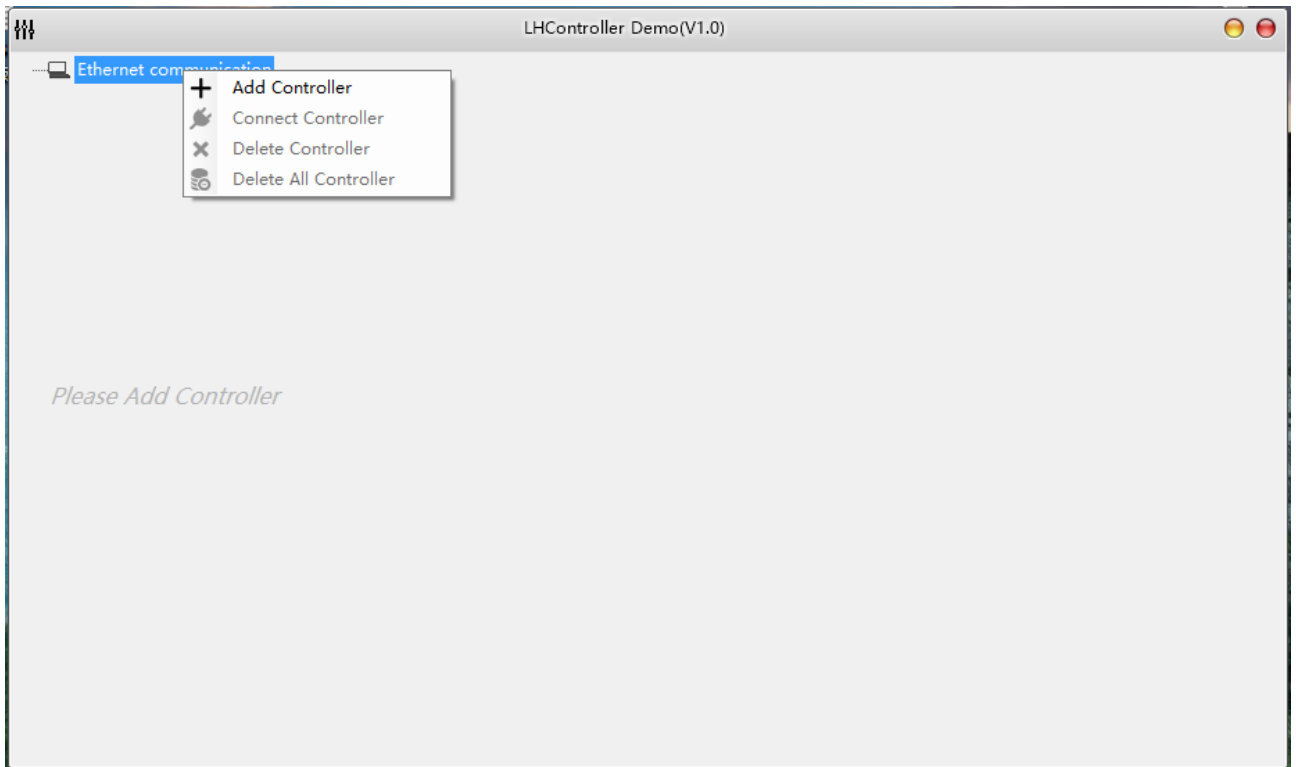 LHController Demo(V1.0)
Ethernet communication
Add Controller
Connect Controller
Delete Controller
Delete All Controller
Please Add Controller